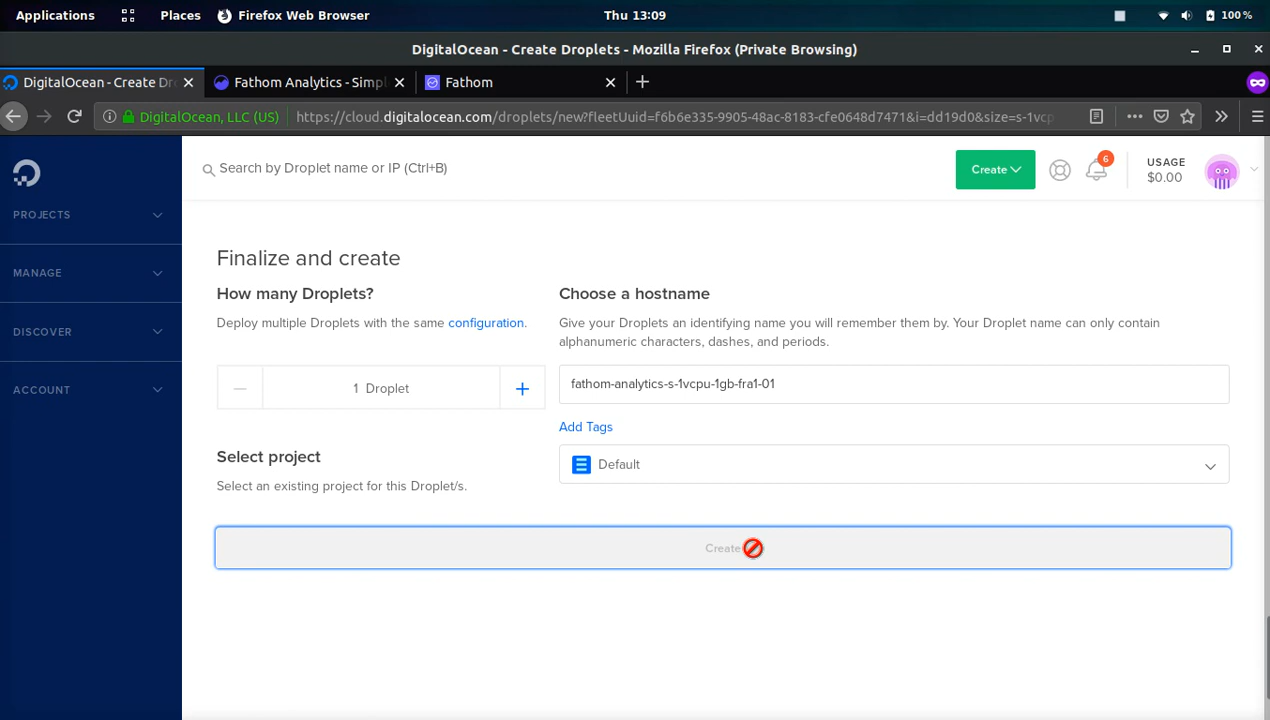 Applications Places Firefox Web Browser Thu 13:09 100 %
DigitalOcean - Create Droplets - Mozilla Firefox (Private Browsing)
DigitalOcean - Create Dro Fathom Analytics - Simpl Fathom
DigitalOcean, LLC (US) https://cloud.digitalocean.com/droplets/new?fleetUuid=f6b6e335-9905-48ac-8183-cfe0648d7471&i=dd19d0&size=s-1vcp
Search by Droplet name or IP (Ctrl+B)
Create
6
USAGE
$0.00
PROJECTS
MANAGE
DISCOVER
ACCOUNT
Finalize and create
How many Droplets?
Deploy multiple Droplets with the same configuration.
1 Droplet
Choose a hostname
Give your Droplets an identifying name you will remember them by. Your Droplet name can only contain
alphanumeric characters, dashes, and periods.
fathom-analytics-s-1vcpu-1gb-fra1-01
Add Tags
Select project
Select an existing project for this Droplet/s.
Default
Create